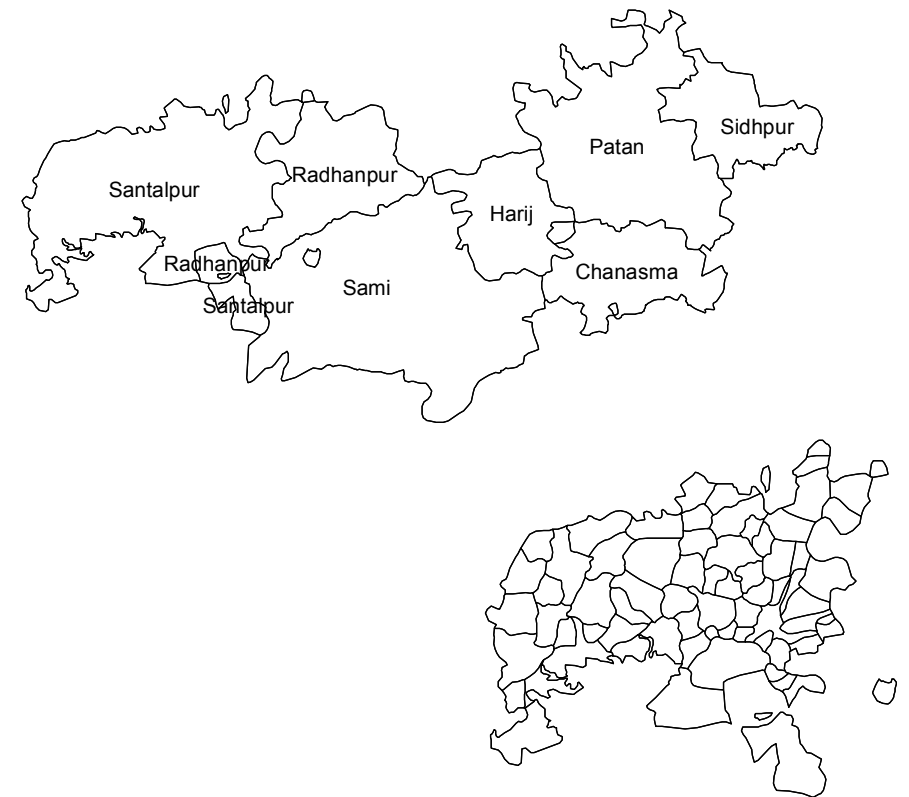 Sidhpur
Patan
Radhanpur
Santalpur
Harij
Radhanpur
Chanasma
Sami
Santalpur